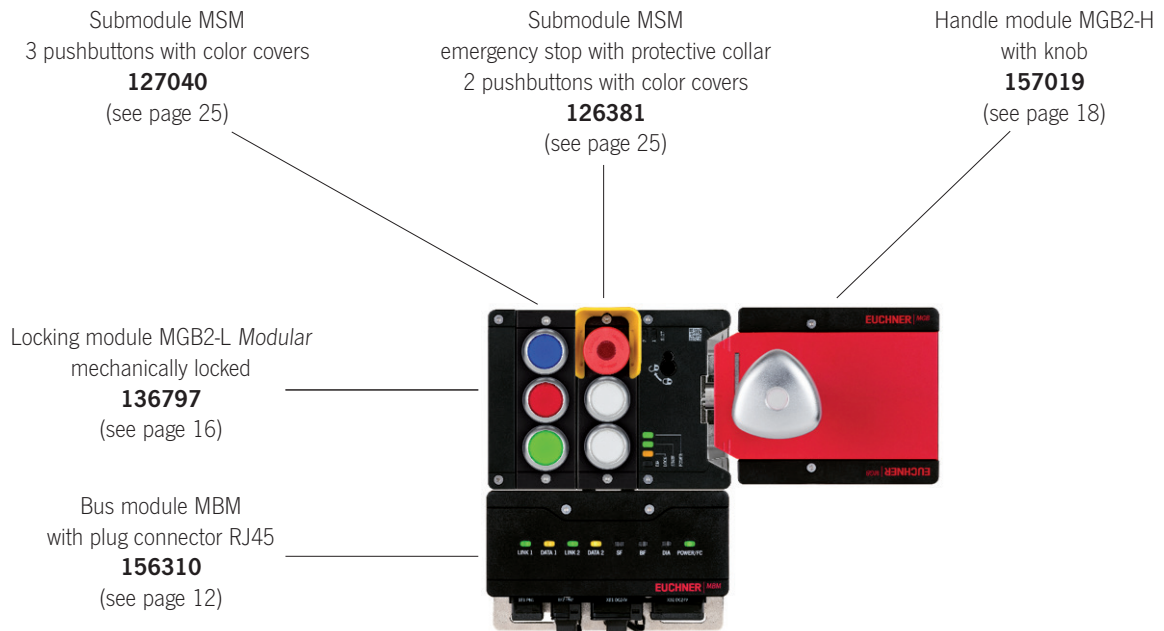 Submodule MSM
3 pushbuttons with color covers
127040
(see page 25)
Submodule MSM
emergency stop with protective collar
2 pushbuttons with color covers
126381
(see page 25)
Handle module MGB2-H
with knob
157019
(see page 18)
Locking module MGB2-L Modular
mechanically locked
136797
(see page 16)
Bus module MBM
with plug connector RJ45
156310
(see page 12)
EUCHNER MGB
EUCHNER MGB
LINK 1 DATA 1 LINK 2 DATA 2 SF BF DIA POWER/FC
EUCHNER MBM